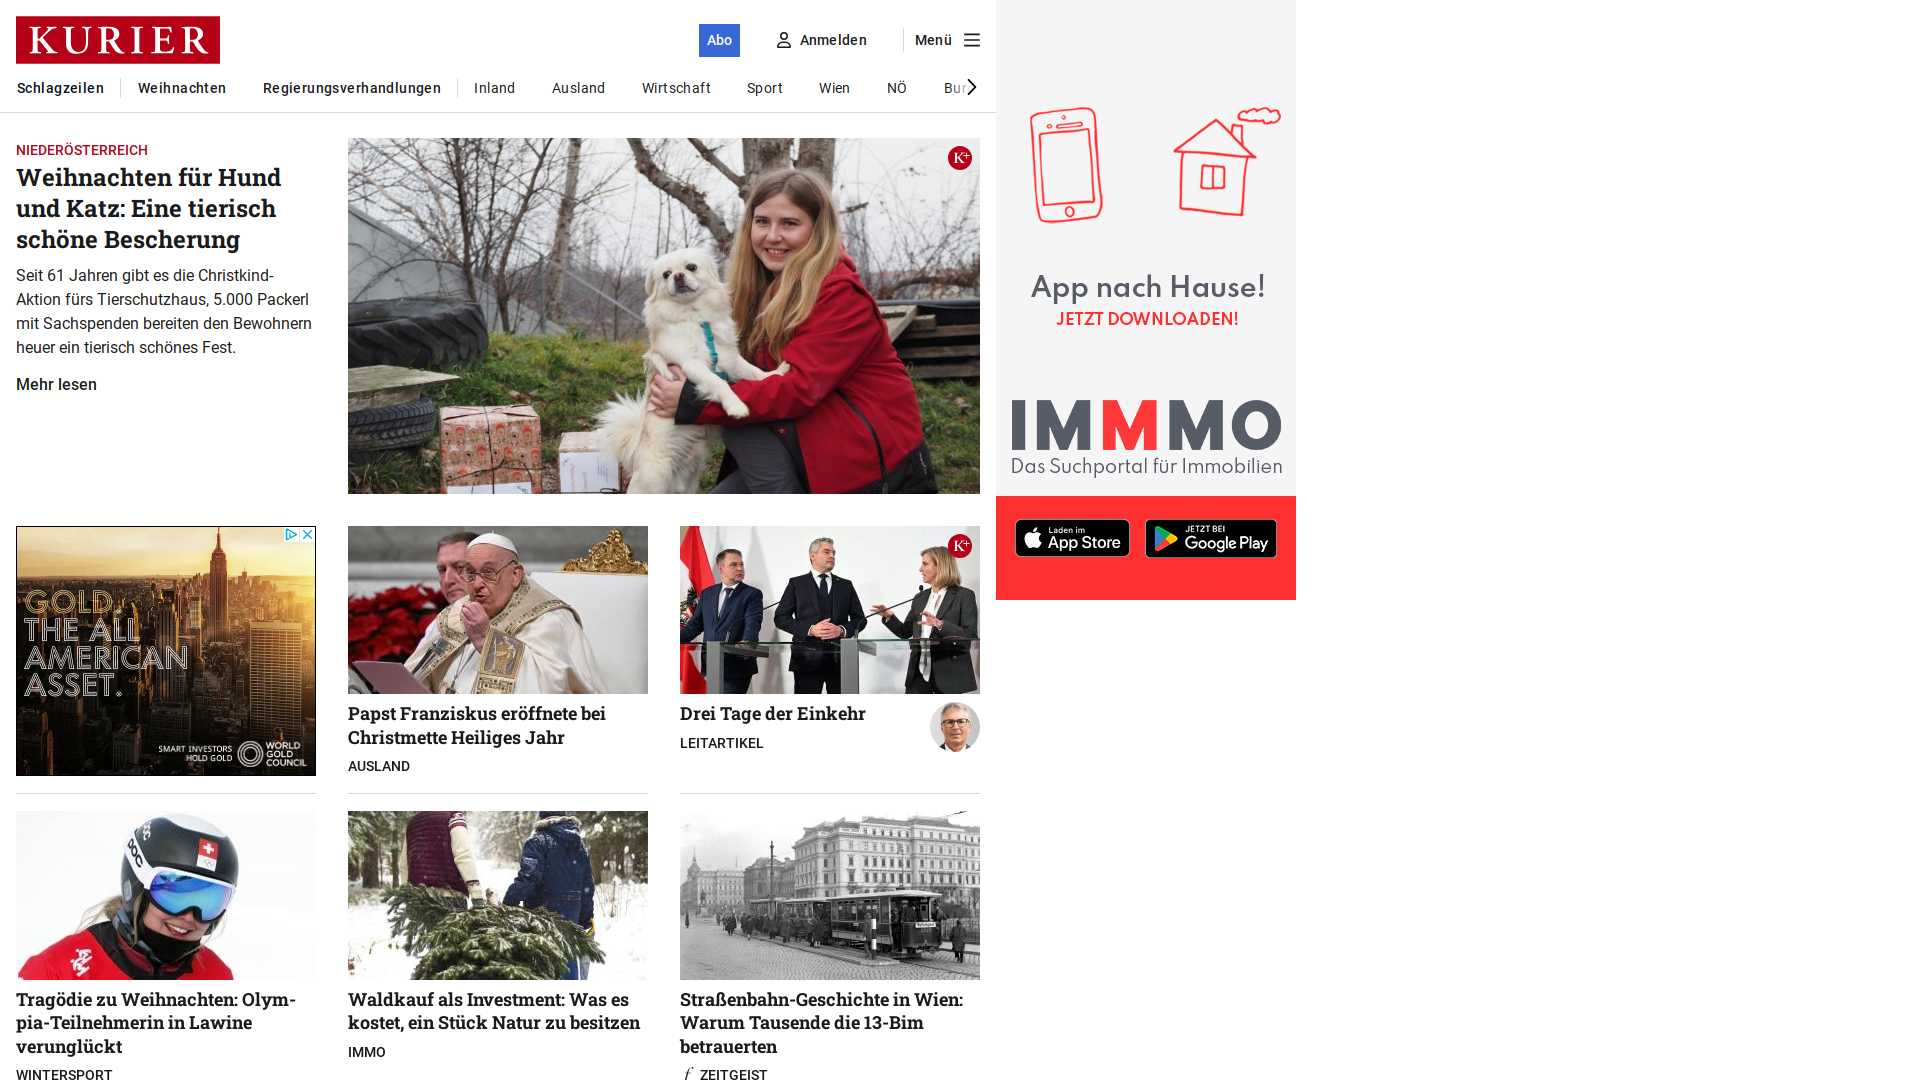 KURIER
Abo
Anmelden
Menü
Schlagzeilen
Weihnachten
Regierungsverhandlungen
Inland
Ausland
Wirtschaft
Sport
Wien
NÖ
NIEDERÖSTERREICH
Weihnachten für Hund
und Katz: Eine tierisch
schöne Bescherung
Seit 61 Jahren gibt es die Christkind-
Aktion fürs Tierschutzhaus, 5.000 Packerl
mit Sachspenden bereiten den Bewohnern
heuer ein tierisch schönes Fest.
Mehr lesen
K+
GOLD.
THE ALL
AMERICAN
ASSET.
SMART INVESTORS
HOLD GOLD
WORLD
GOLD
COUNCIL
Papst Franziskus eröffnete bei
Christmette Heiliges Jahr
AUSLAND
K+
Drei Tage der Einkehr
LEITARTIKEL
POC
Tragödie zu Weihnachten: Olym-
pia-Teilnehmerin in Lawine
verunglückt
WINTERSPORT
Waldkauf als Investment: Was es
kostet, ein Stück Natur zu besitzen
IMMO
Straßenbahn-Geschichte in Wien:
Warum Tausende die 13-Bim
betrauerten
f ZEITGEIST
App nach Hause!
JETZT DOWNLOADEN!
IMMMO
Das Suchportal für Immobilien
Laden im
App Store
JETZT BEI
Google Play